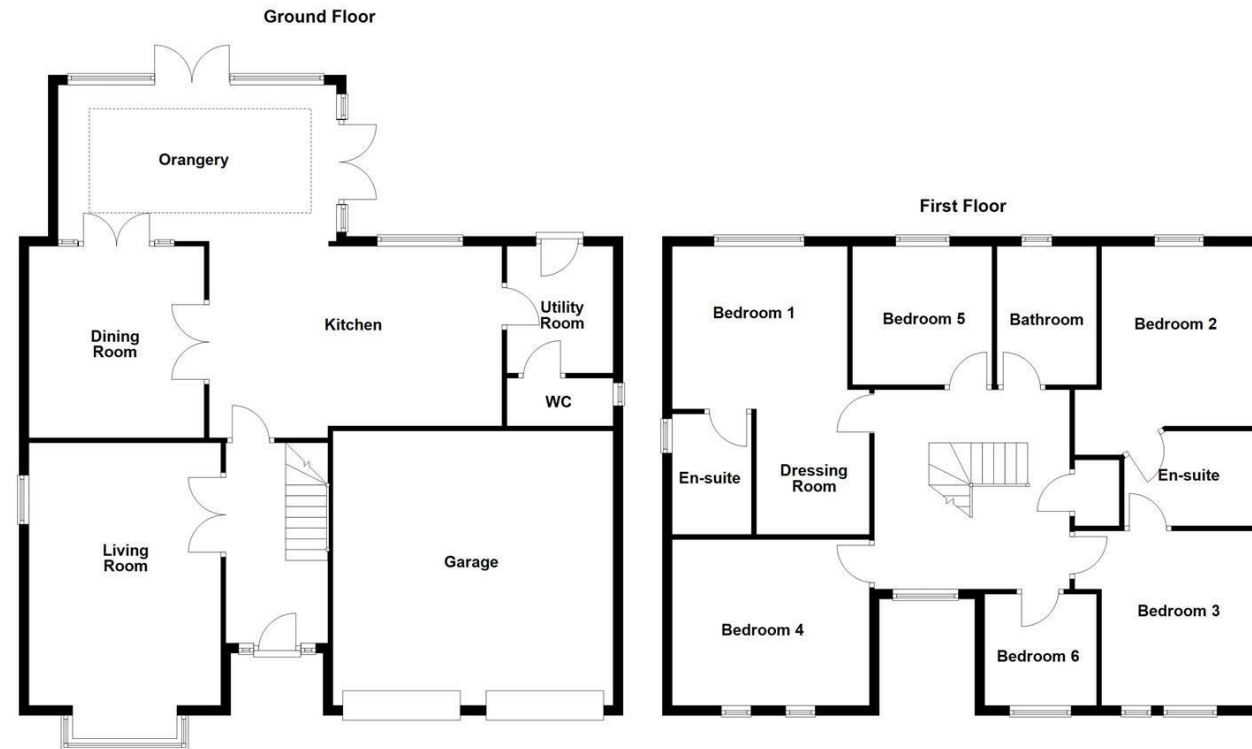 Ground Floor
Orangery
Dining
Room
Kitchen
Utility
Room
WC
Living
Room
Garage
First Floor
Bedroom 1
Bedroom 5
Bathroom
Bedroom 2
En-suite
Dressing
Room
En-suite
Bedroom 4
Bedroom 6
Bedroom 3